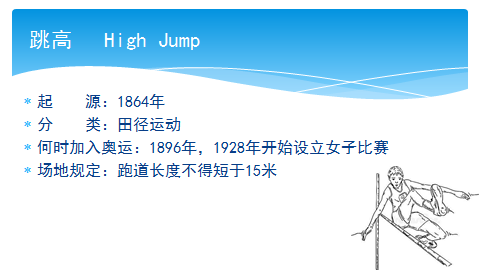 跳高 High Jump
起 源：1864年
分 类：田径运动
何时加入奥运：1896年，1928年开始设立女子比赛
场地规定：跑道长度不得短于15米